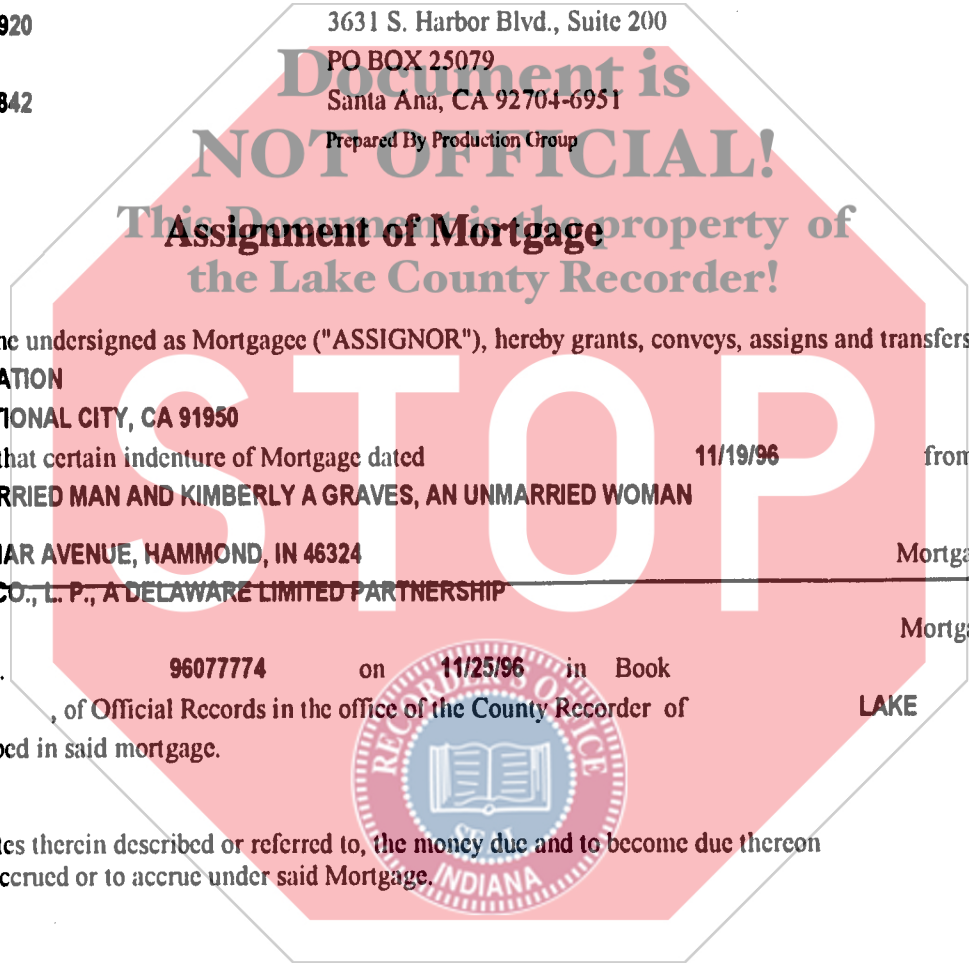 920 3631 S. Harbor Blvd., Suite 200
PO BOX 25079
Document is
842 Santa Ana, CA 92704-6951
Prepared By Production Group
NOT OFFICIAL!
This Document is the property of
Assignment of Mortgage
the Lake County Recorder!
he undersigned as Mortgagee ("ASSIGNOR"), hereby grants, conveys, assigns and transfers
ATION
TIONAL CITY, CA 91950
that certain indenture of Mortgage dated 11/19/96 from
RRIED MAN AND KIMBERLY A GRAVES, AN UNMARRIED WOMAN
STOP
AR AVENUE, HAMMOND, IN 46324 Mortga
CO., L. P., A DELAWARE LIMITED PARTNERSHIP
Mortga
. 96077774 on 11/25/96 in Book
, of Official Records in the office of the County Recorder of LAKE
bed in said mortgage.
RECORDER'S OFFICE
SEAL
INDIANA
tes therein described or referred to, the money due and to become due thereon
ccrued or to accrue under said Mortgage.